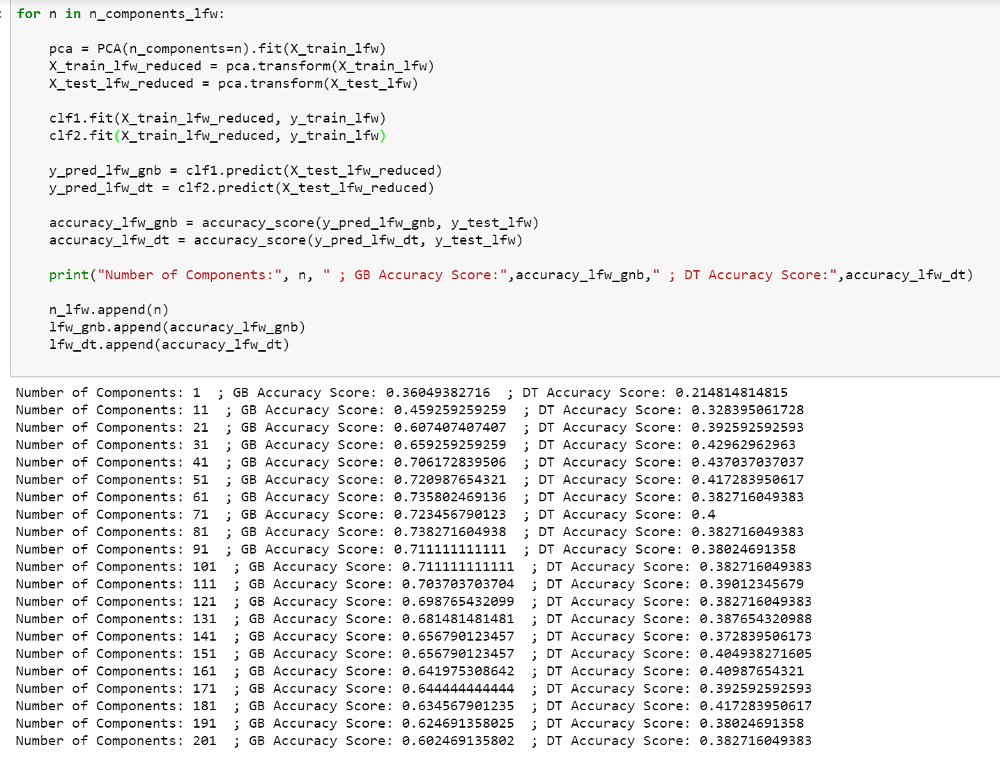 for n in n_components_lfw:
pca = PCA(n_components=n).fit(X_train_lfw)
X_train_lfw_reduced = pca.transform(X_train_lfw)
X_test_lfw_reduced = pca.transform(X_test_lfw)
clf1.fit(X_train_lfw_reduced, y_train_lfw)
clf2.fit(X_train_lfw_reduced, y_train_lfw)
y_pred_lfw_gnb = clf1.predict(X_test_lfw_reduced)
y_pred_lfw_dt = clf2.predict(X_test_lfw_reduced)
accuracy_lfw_gnb = accuracy_score(y_pred_lfw_gnb, y_test_lfw)
accuracy_lfw_dt = accuracy_score(y_pred_lfw_dt, y_test_lfw)
print("Number of Components:", n, " ; GB Accuracy Score:",accuracy_lfw_gnb," ; DT Accuracy Score:",accuracy_lfw_dt)
n_lfw.append(n)
lfw_gnb.append(accuracy_lfw_gnb)
lfw_dt.append(accuracy_lfw_dt)
Number of Components: 1  ; GB Accuracy Score: 0.36049382716  ; DT Accuracy Score: 0.214814814815
Number of Components: 11  ; GB Accuracy Score: 0.459259259259  ; DT Accuracy Score: 0.328395061728
Number of Components: 21  ; GB Accuracy Score: 0.607407407407  ; DT Accuracy Score: 0.392592592593
Number of Components: 31  ; GB Accuracy Score: 0.659259259259  ; DT Accuracy Score: 0.42962962963
Number of Components: 41  ; GB Accuracy Score: 0.706172839506  ; DT Accuracy Score: 0.437037037037
Number of Components: 51  ; GB Accuracy Score: 0.720987654321  ; DT Accuracy Score: 0.417283950617
Number of Components: 61  ; GB Accuracy Score: 0.735802469136  ; DT Accuracy Score: 0.382716049383
Number of Components: 71  ; GB Accuracy Score: 0.723456790123  ; DT Accuracy Score: 0.4
Number of Components: 81  ; GB Accuracy Score: 0.738271604938  ; DT Accuracy Score: 0.382716049383
Number of Components: 91  ; GB Accuracy Score: 0.711111111111  ; DT Accuracy Score: 0.38024691358
Number of Components: 101  ; GB Accuracy Score: 0.711111111111  ; DT Accuracy Score: 0.382716049383
Number of Components: 111  ; GB Accuracy Score: 0.703703703704  ; DT Accuracy Score: 0.39012345679
Number of Components: 121  ; GB Accuracy Score: 0.698765432099  ; DT Accuracy Score: 0.382716049383
Number of Components: 131  ; GB Accuracy Score: 0.681481481481  ; DT Accuracy Score: 0.387654320988
Number of Components: 141  ; GB Accuracy Score: 0.656790123457  ; DT Accuracy Score: 0.372839506173
Number of Components: 151  ; GB Accuracy Score: 0.656790123457  ; DT Accuracy Score: 0.404938271605
Number of Components: 161  ; GB Accuracy Score: 0.641975308642  ; DT Accuracy Score: 0.40987654321
Number of Components: 171  ; GB Accuracy Score: 0.644444444444  ; DT Accuracy Score: 0.392592592593
Number of Components: 181  ; GB Accuracy Score: 0.634567901235  ; DT Accuracy Score: 0.417283950617
Number of Components: 191  ; GB Accuracy Score: 0.624691358025  ; DT Accuracy Score: 0.38024691358
Number of Components: 201  ; GB Accuracy Score: 0.602469135802  ; DT Accuracy Score: 0.382716049383